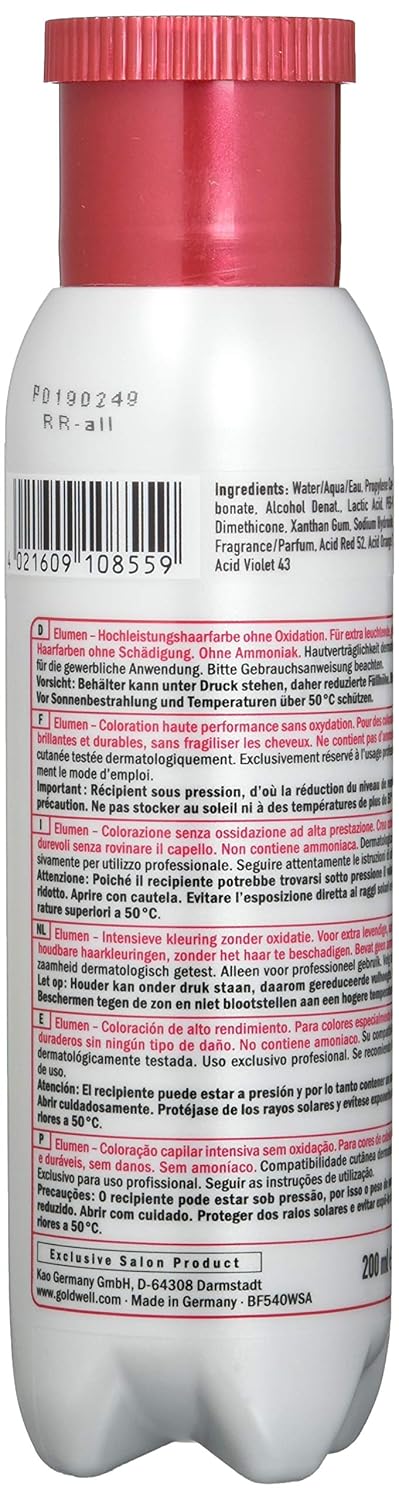 P0190249
RR-all
4 021609 108559
Ingredients: Water/Aqua/Eau, Propylene Car-
bonate, Alcohol Denat., Lactic Acid,
Dimethicone, Xanthan Gum, Sodium
Fragrance/Parfum, Acid Red 52, Acid Orange
Acid Violet 43
D Elumen – Hochleistungshaarfarbe ohne Oxidation. Für extra leuchtende,
Haarfarben ohne Schädigung. Ohne Ammoniak. Hautverträglichkeit
für die gewerbliche Anwendung. Bitte Gebrauchsanweisung beachten.
Vorsicht: Behälter kann unter Druck stehen, daher reduzierte Füllhöhe.
Vor Sonnenbestrahlung und Temperaturen über 50°C schützen.
F Elumen – Coloration haute performance sans oxydation. Pour des
brillantes et durables, sans fragiliser les cheveux. Ne contient pas
cutanée testée dermatologiquement. Exclusivement réservé à l'usage
ment le mode d'emploi.
Important : Récipient sous pression, d'où la réduction du niveau de
précaution. Ne pas stocker au soleil ni à des températures de plus de
I Elumen – Colorazione senza ossidazione ad alta prestazione. Crea
durevoli senza rovinare il capello. Non contiene ammoniaca.
sivamente per utilizzo professionale. Seguire attentamente le istruzioni di
Attenzione: Poiché il recipiente potrebbe trovarsi sotto pressione il
ridotto. Aprire con cautela. Evitare l'esposizione diretta ai raggi solari
rature superiori a 50°C.
NL Elumen – Intensieve kleuring zonder oxidatie. Voor extra levendige,
houdbare haarkleuringen, zonder het haar te beschadigen. Bevat geen
zaamheid dermatologisch getest. Alleen voor professioneel gebruik.
Let op: Houder kan onder druk staan, daarom gereduceerde
Beschermen tegen de zon en niet blootstellen aan een hogere
E Elumen – Coloración de alto rendimiento. Para colores especialmente
duraderos sin ningún tipo de daño. No contiene amoniaco. Su
dermatológicamente testada. Uso exclusivo profesional. Se
de uso.
Atención: El recipiente puede estar a presión y por lo tanto contener
Abrir cuidadosamente. Protéjase de los rayos solares y evítese
riores a 50°C.
P Elumen – Coloração capilar intensiva sem oxidação. Para cores de
e duráveis, sem danos. Sem amoníaco. Compatibilidade cutânea
Exclusivo para uso profissional. Seguir as instruções de utilização.
Precauções: O recipiente pode estar sob pressão, por isso o peso
reduzido. Abrir com cuidado. Proteger dos raios solares e evitar
riores a 50°C.
Exclusive Salon Product
Kao Germany GmbH, D-64308 Darmstadt
www.goldwell.com · Made in Germany · BF540WSA
200 ml